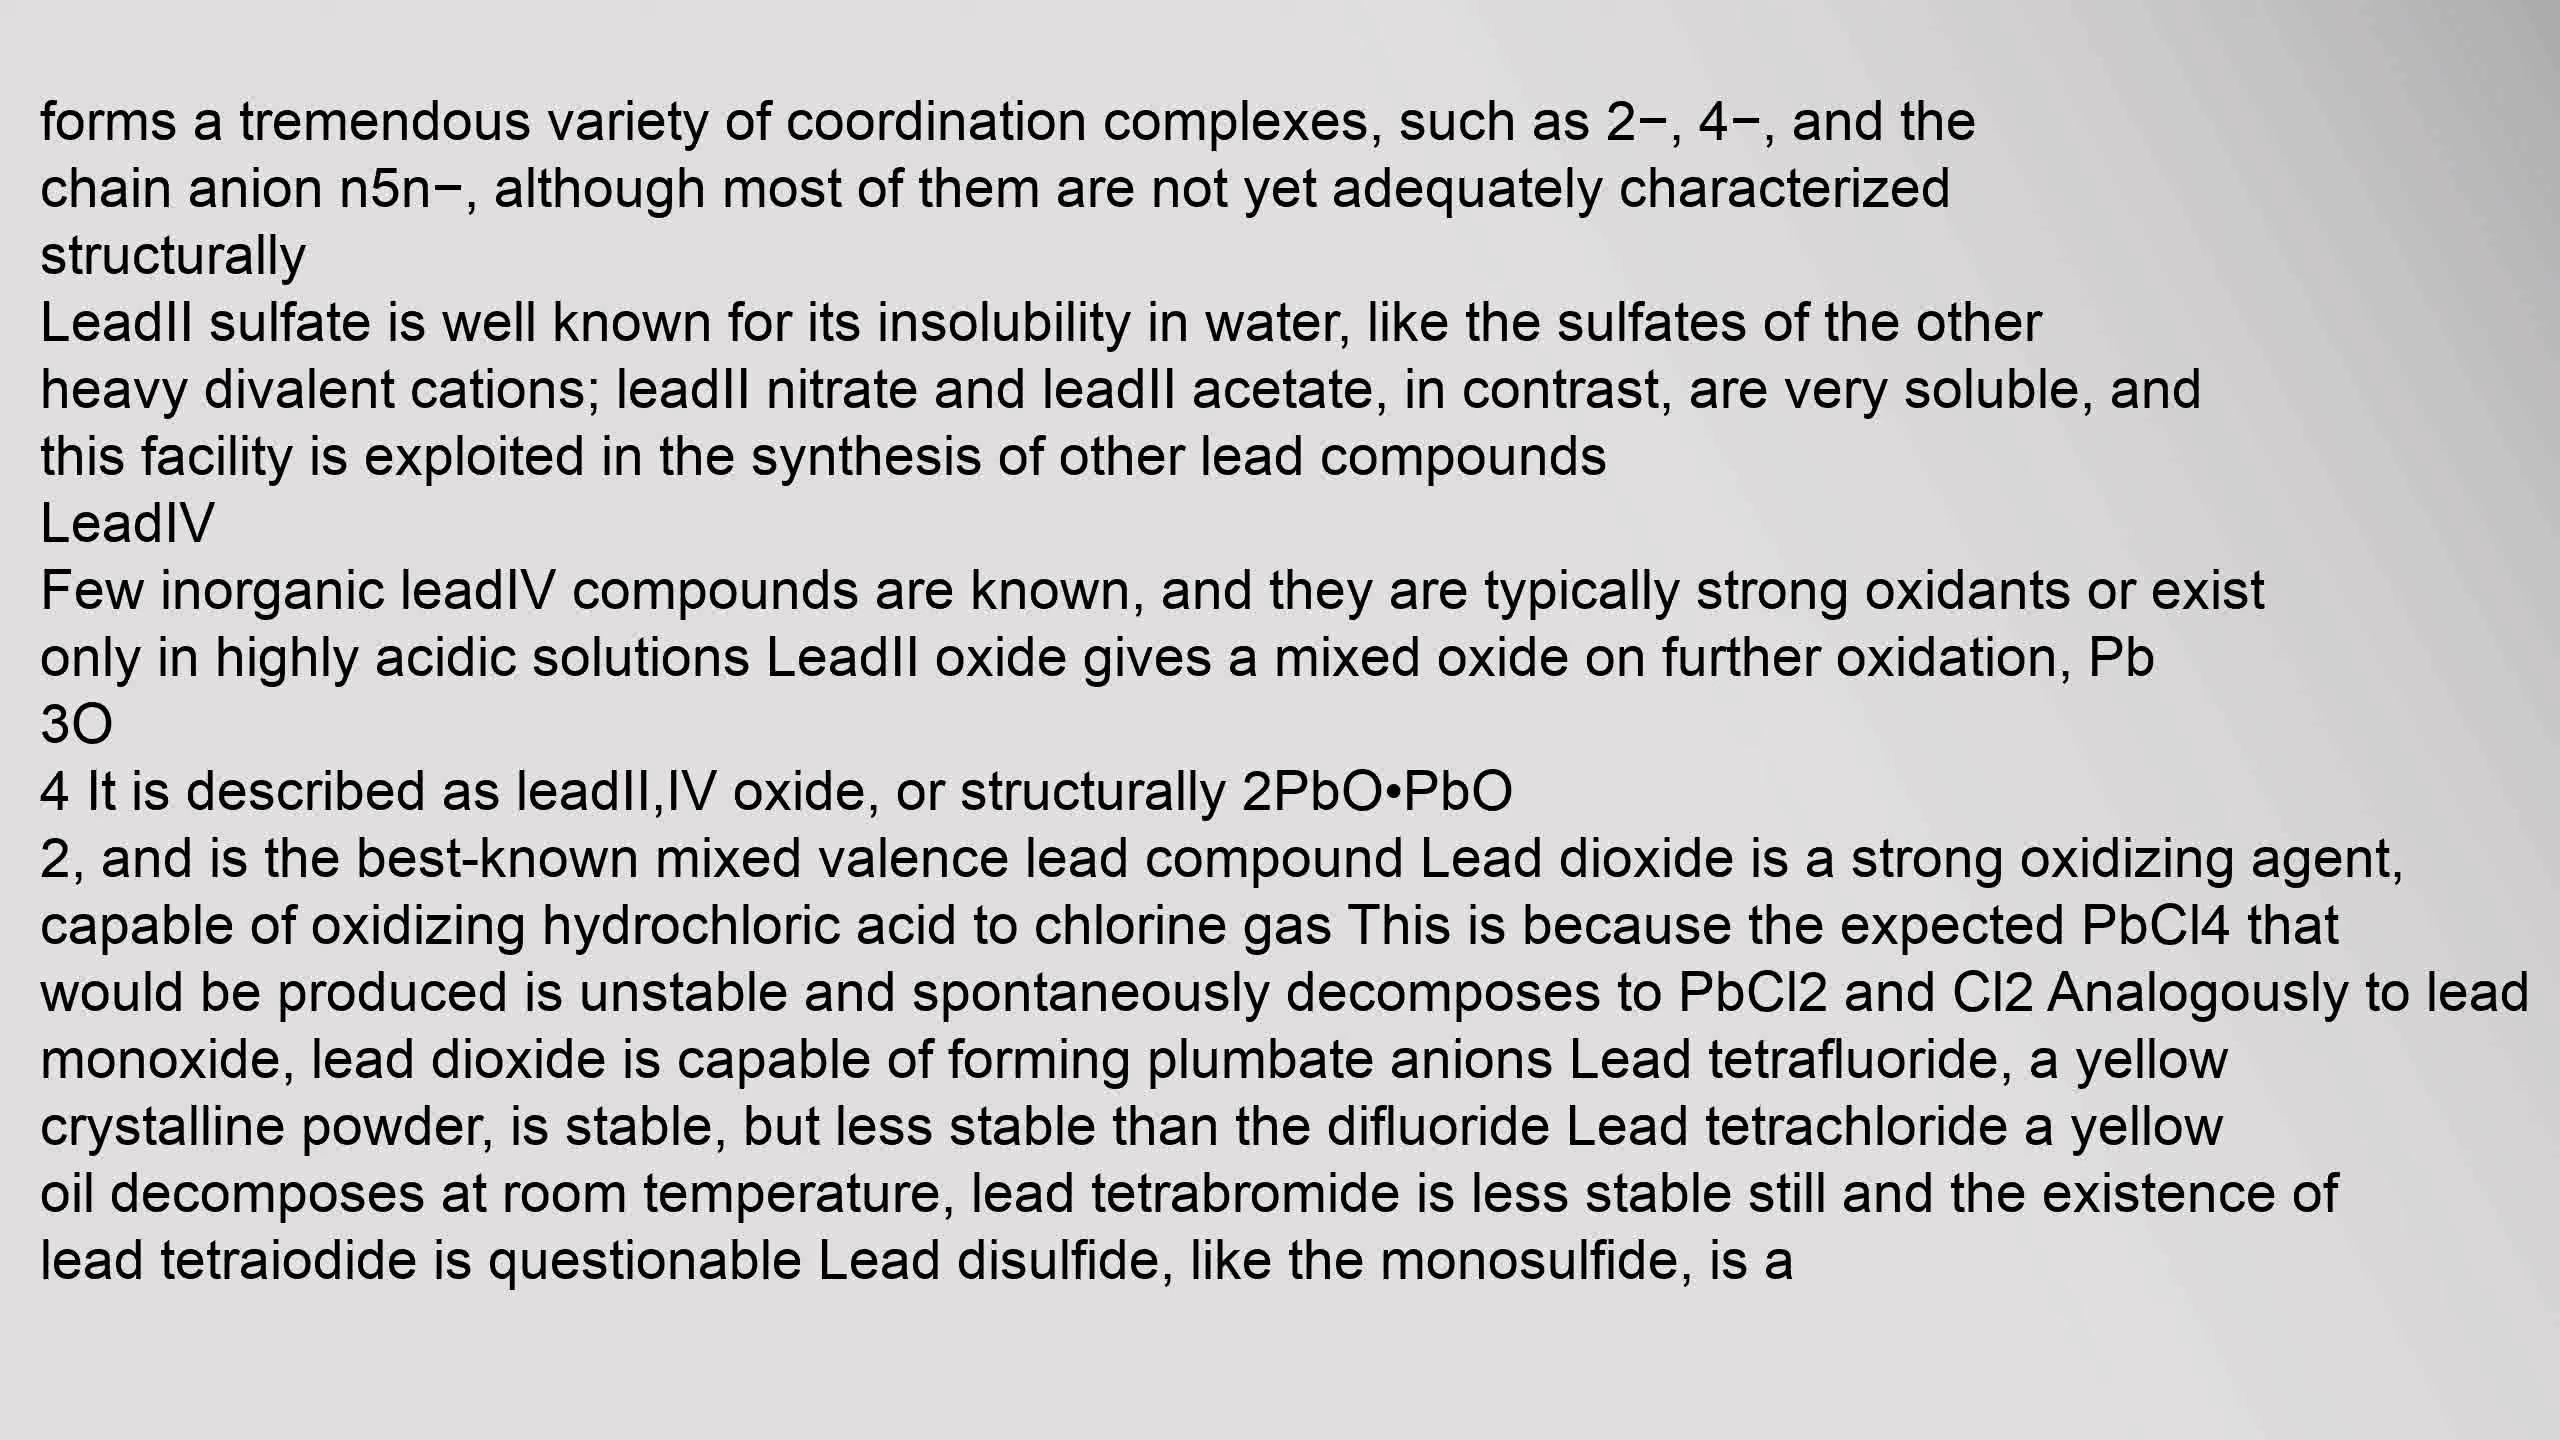 forms a tremendous variety of coordination complexes, such as 2−, 4−, and the
chain anion n5n−, although most of them are not yet adequately characterized
structurally
LeadII sulfate is well known for its insolubility in water, like the sulfates of the other
heavy divalent cations; leadII nitrate and leadII acetate, in contrast, are very soluble, and
this facility is exploited in the synthesis of other lead compounds
LeadIV
Few inorganic leadIV compounds are known, and they are typically strong oxidants or exist
only in highly acidic solutions LeadII oxide gives a mixed oxide on further oxidation, Pb
3O
4 It is described as leadII,IV oxide, or structurally 2PbO•PbO
2, and is the best-known mixed valence lead compound Lead dioxide is a strong oxidizing agent,
capable of oxidizing hydrochloric acid to chlorine gas This is because the expected PbCl4 that
would be produced is unstable and spontaneously decomposes to PbCl2 and Cl2 Analogously to lead
monoxide, lead dioxide is capable of forming plumbate anions Lead tetrafluoride, a yellow
crystalline powder, is stable, but less stable than the difluoride Lead tetrachloride a yellow
oil decomposes at room temperature, lead tetrabromide is less stable still and the existence of
lead tetraiodide is questionable Lead disulfide, like the monosulfide, is a